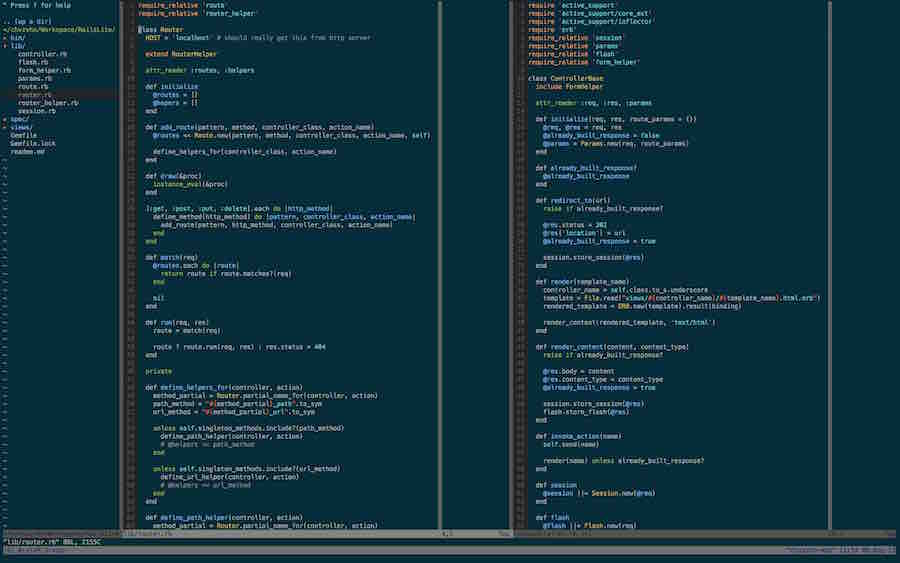 " Press ? for help
.. (up a dir)
</chvreho/Workspace/RailsLite/
▸ bin/
▾ lib/
controller.rb
flash.rb
form_helper.rb
params.rb
route.rb
router.rb
router_helper.rb
session.rb
▸ spec/
▸ views/
Gemfile
Gemfile.lock
readme.md
require_relative 'route'
require_relative 'router_helper'
class Router
HOST = 'localhost' # should really get this from http server
extend RouterHelper
attr_reader :routes, :helpers
def initialize
@routes = []
@hepers = []
end
def add_route(pattern, method, controller_class, action_name)
@routes << Route.new(pattern, method, controller_class, action_name, self)
define_helpers_for(controller_class, action_name)
end
def draw(&proc)
instance_eval(&proc)
end
[:get, :post, :put, :delete].each do |http_method|
define_method(http_method) do |pattern, controller_class, action_name|
add_route(pattern, http_method, controller_class, action_name)
end
end
def match(req)
@routes.each do |route|
return route if route.matches?(req)
end
nil
end
def run(req, res)
route = match(req)
route ? route.run(req, res) : res.status = 404
end
private
def define_helpers_for(controller, action)
method_partial = Router.partial_name_for(controller, action)
path_method = "#{method_partial}_path".to_sym
url_method = "#{method_partial}_url".to_sym
unless self.singleton_methods.include?(path_method)
define_path_helper(controller, action)
# @helpers << path_method
end
unless self.singleton_methods.include?(url_method)
define_url_helper(controller, action)
# @helpers << url_method
end
end
def define_path_helper(controller, action)
method_partial = Router.partial_name_for(controller, action)
require 'active_support'
require 'active_support/core_ext'
require 'active_support/inflector'
require 'erb'
require_relative 'session'
require_relative 'params'
require_relative 'flash'
require_relative 'form_helper'
class ControllerBase
include FormHelper
attr_reader :req, :res, :params
def initialize(req, res, route_params = {})
@req, @res = req, res
@already_built_response = false
@params = Params.new(req, route_params)
end
def already_built_response?
@already_built_response
end
def redirect_to(url)
raise if already_built_response?
@res.status = 302
@res['location'] = url
@already_built_response = true
session.store_session(@res)
end
def render(template_name)
controller_name = self.class.to_s.underscore
template = File.read("views/#{controller_name}/#{template_name}.html.erb")
rendered_template = ERB.new(template).result(binding)
render_content(rendered_template, 'text/html')
end
def render_content(content, content_type)
raise if already_built_response?
@res.body = content
@res.content_type = content_type
@already_built_response = true
session.store_session(@res)
flash.store_flash(@res)
end
def invoke_action(name)
self.send(name)
render(name) unless already_built_response?
end
def session
@session ||= Session.new(@req)
end
def flash
@flash ||= Flash.new(req)
lib/router.rb
4,1
Top
"lib/router.rb" 88L, 2155C